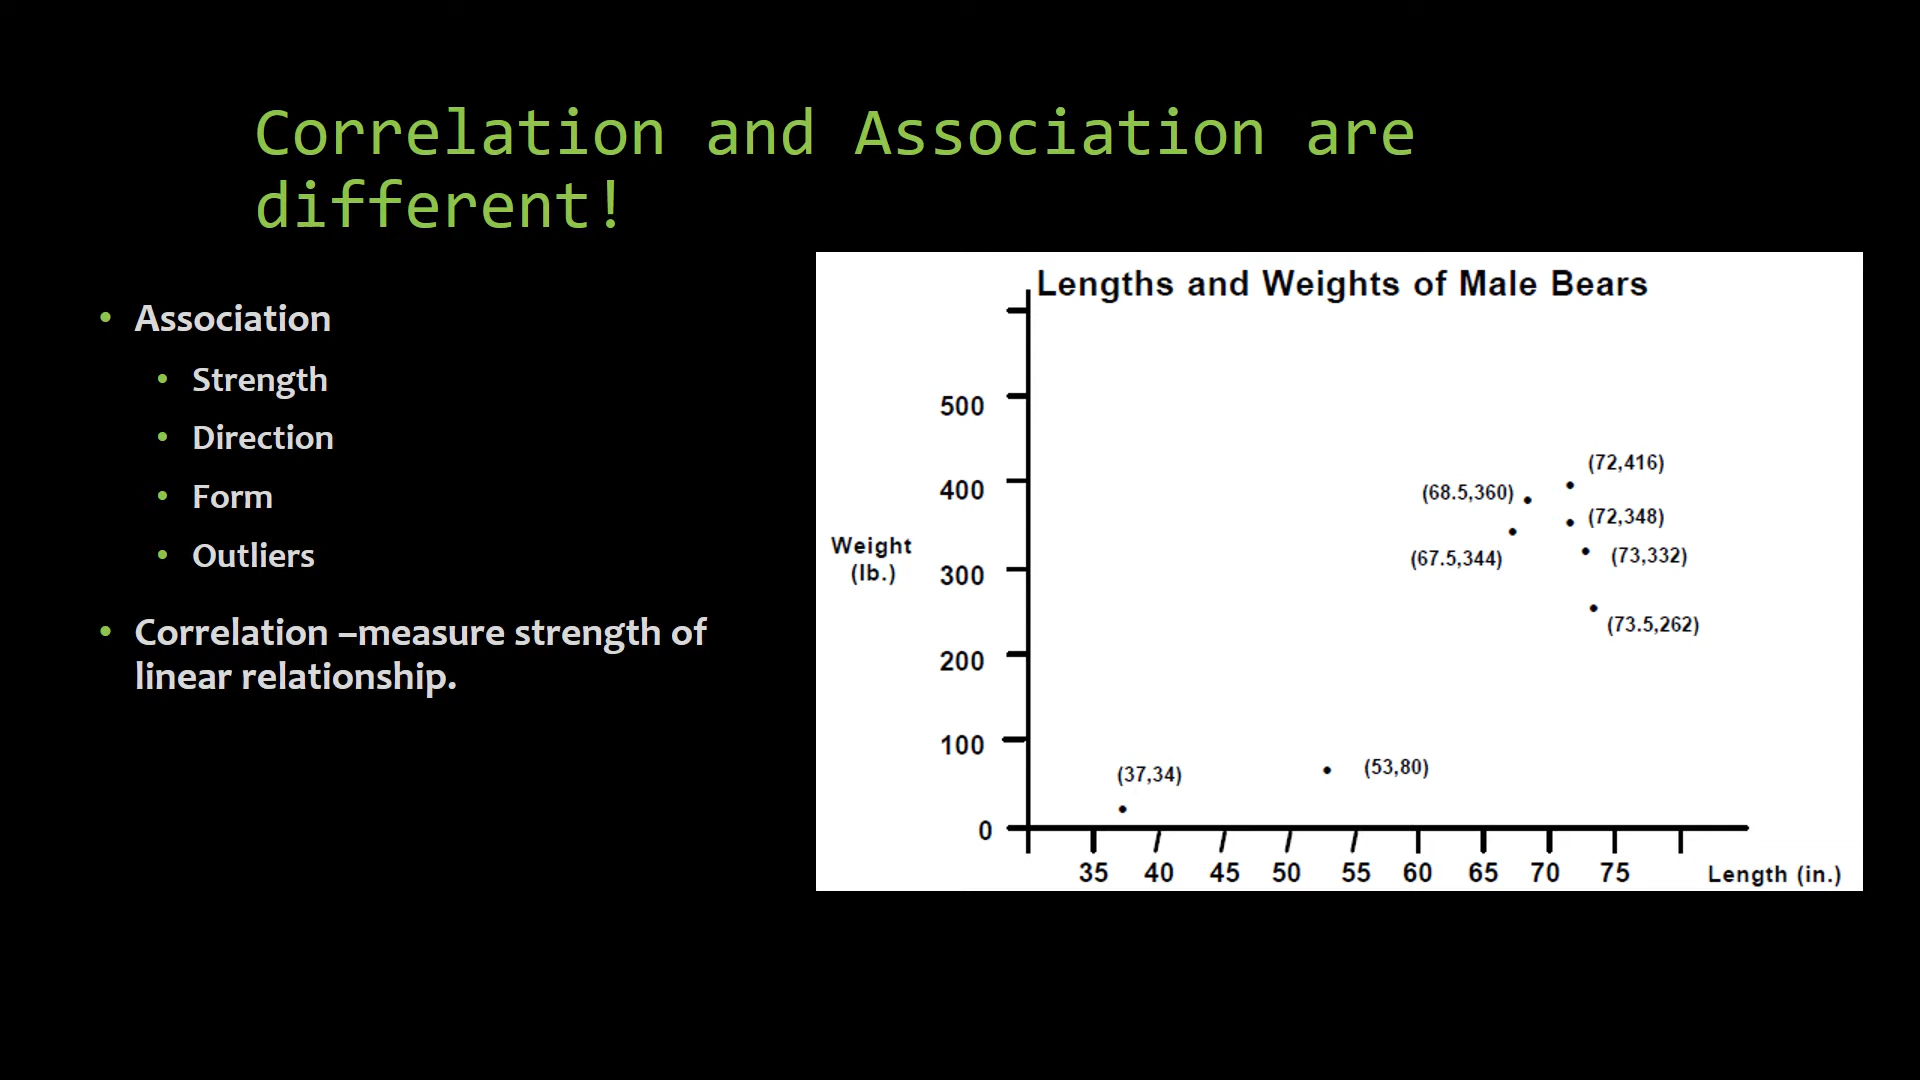 Correlation and Association are
different!
• Association
• Strength
• Direction
• Form
• Outliers
• Correlation –measure strength of
linear relationship.
Lengths and Weights of Male Bears
500
400
300
200
100
0
Weight
(lb.)
(72,416)
(68.5,360)
(72,348)
(67.5,344)
(73,332)
(73.5,262)
(37,34)
(53,80)
35 40 45 50 55 60 65 70 75
Length (in.)